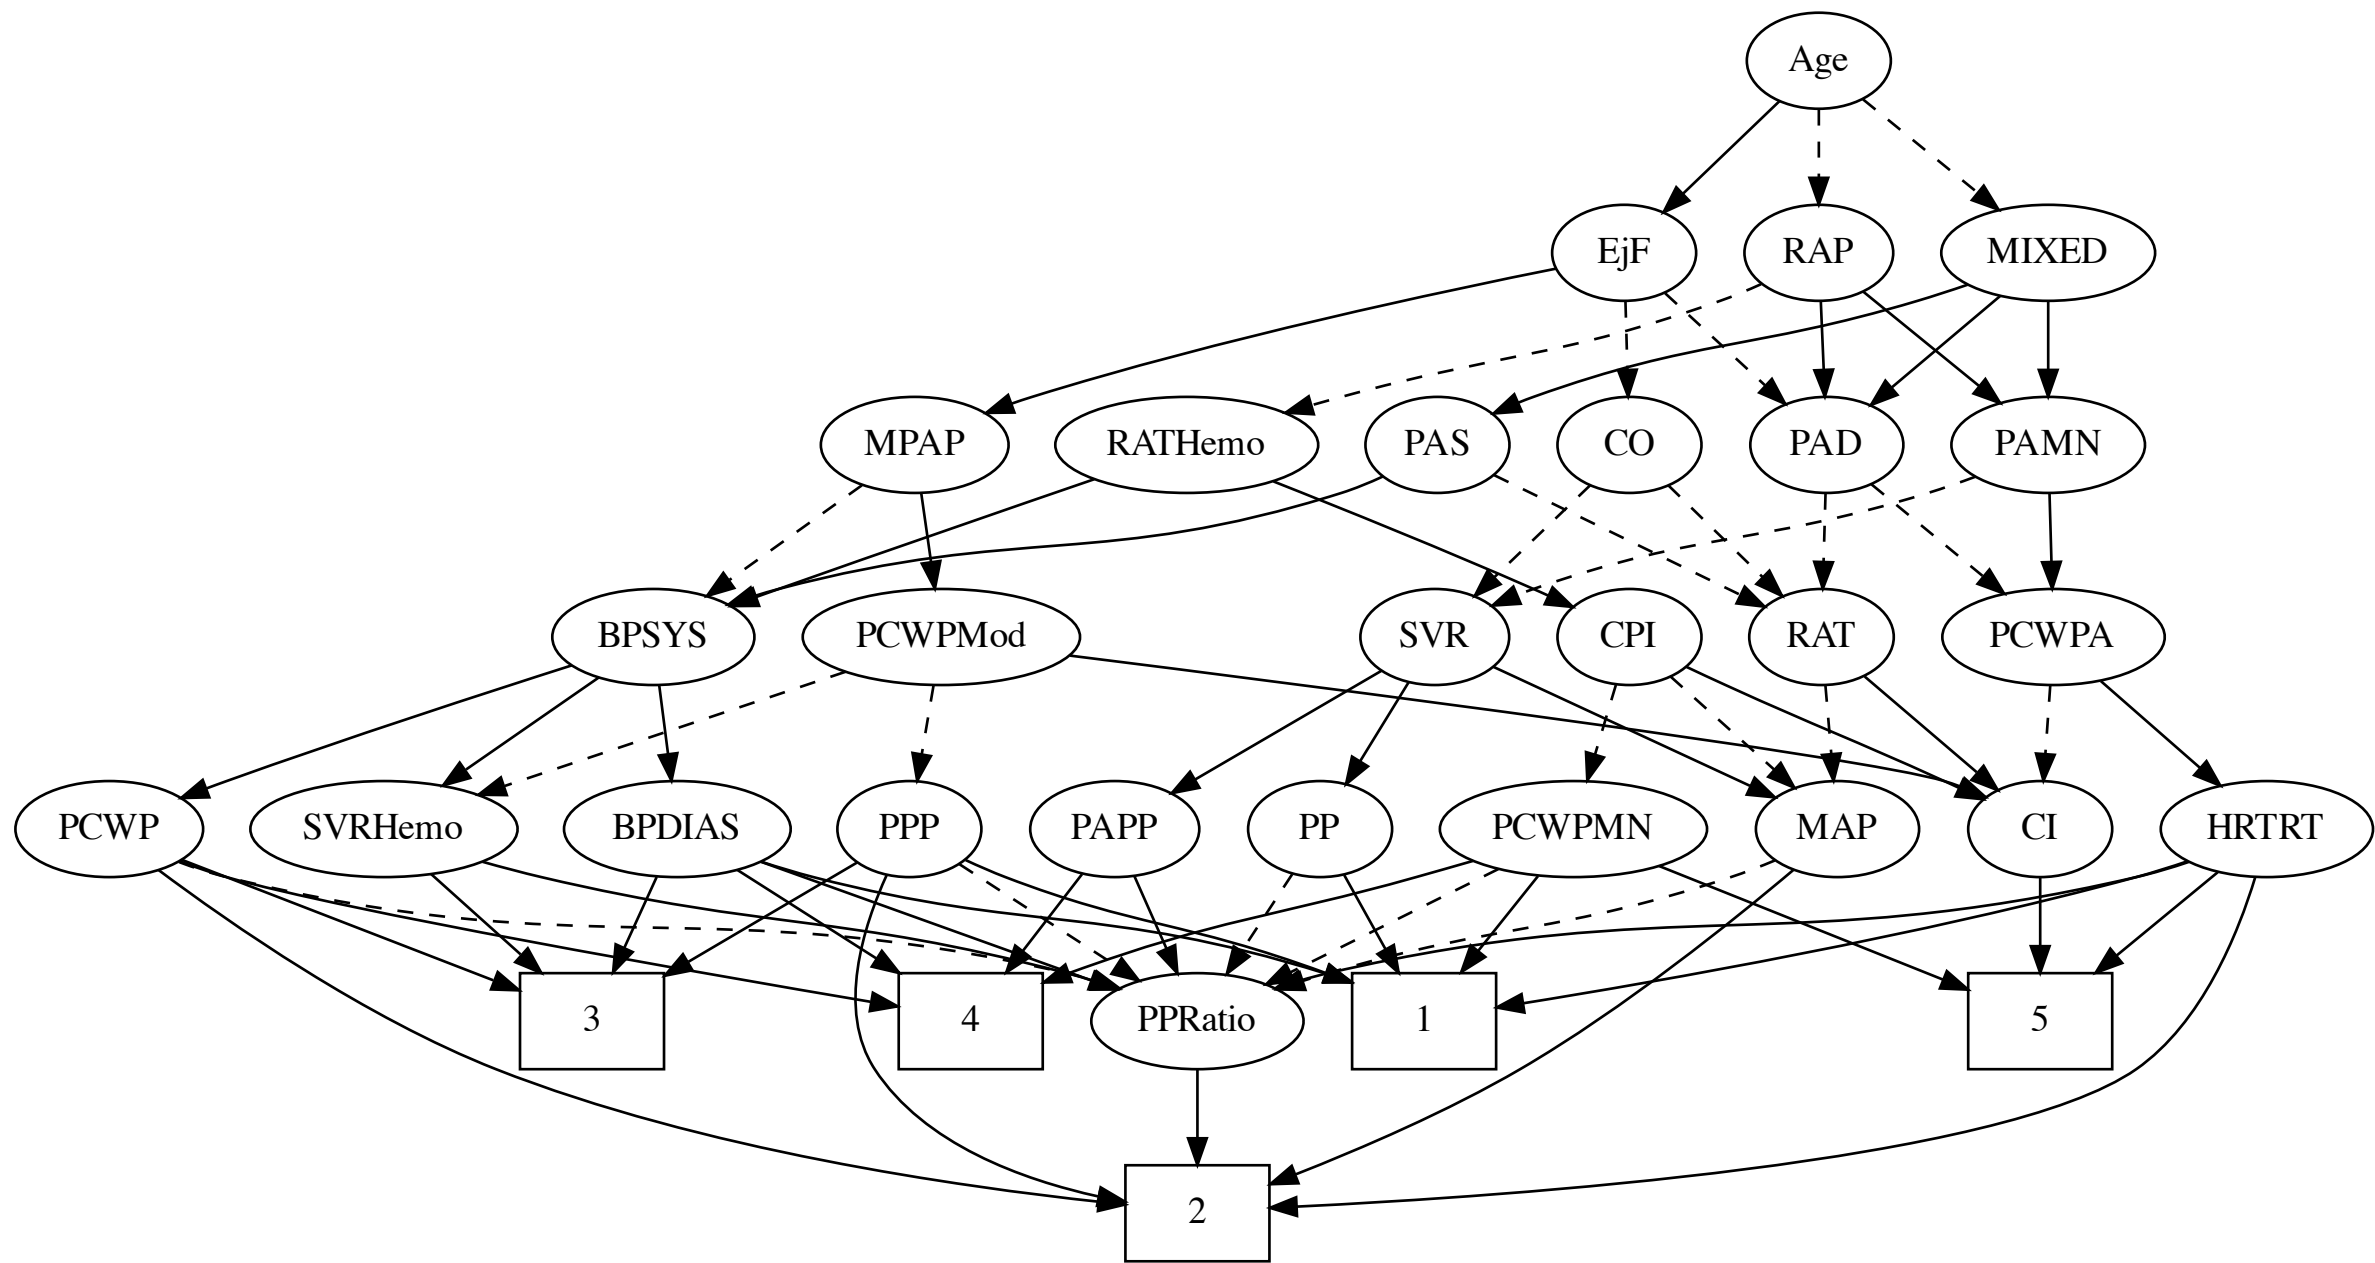 Age
EjF
RAP
MIXED
MPAP
RATHemo
PAS
CO
PAD
PAMN
BPSYS
PCWPMod
SVR
CPI
RAT
PCWPA
PCWP
SVRHemo
BPDIAS
PPP
PAPP
PP
PCWPMN
MAP
CI
HRTRT
3
4
PPRatio
1
5
2